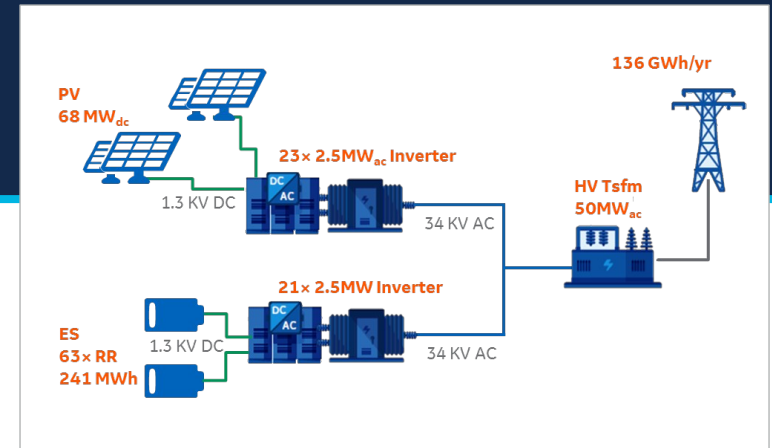 136 GWh/yr
PV
68 MWdc
23× 2.5MWac Inverter
DC
AC
1.3 KV DC
34 KV AC
HV Tsfm
50MWac
21× 2.5MW Inverter
DC
AC
ES
63× RR
241 MWh
1.3 KV DC
34 KV AC